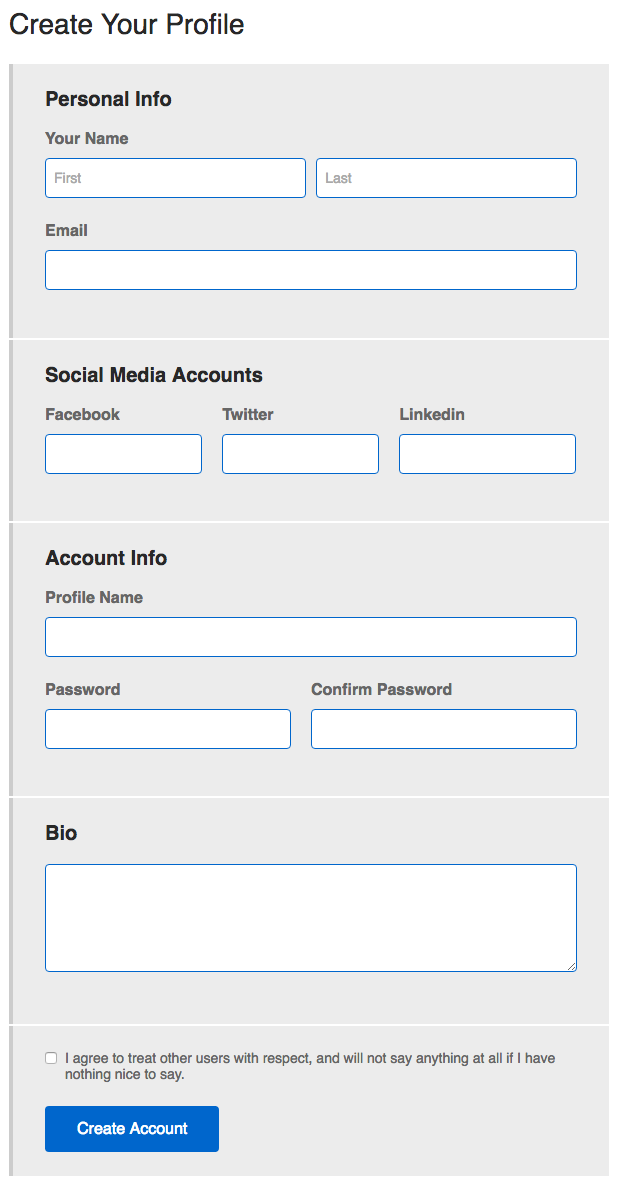 Create Your Profile
Personal Info
Your Name
First Last
Email
Social Media Accounts
Facebook Twitter Linkedin
Account Info
Profile Name
Password Confirm Password
Bio
I agree to treat other users with respect, and will not say anything at all if I have
nothing nice to say.
Create Account